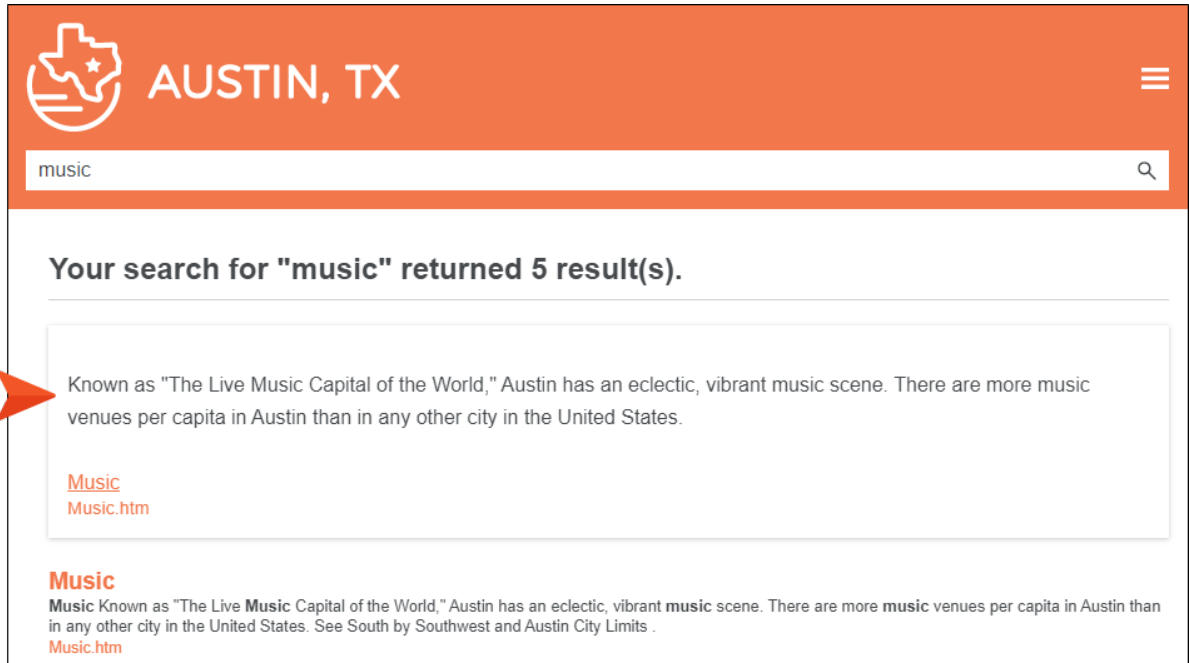 AUSTIN, TX
music
Your search for "music" returned 5 result(s).
Known as "The Live Music Capital of the World," Austin has an eclectic, vibrant music scene. There are more music
venues per capita in Austin than in any other city in the United States.
Music
Music.htm
Music
Music Known as "The Live Music Capital of the World," Austin has an eclectic, vibrant music scene. There are more music venues per capita in Austin than
in any other city in the United States. See South by Southwest and Austin City Limits .
Music.htm